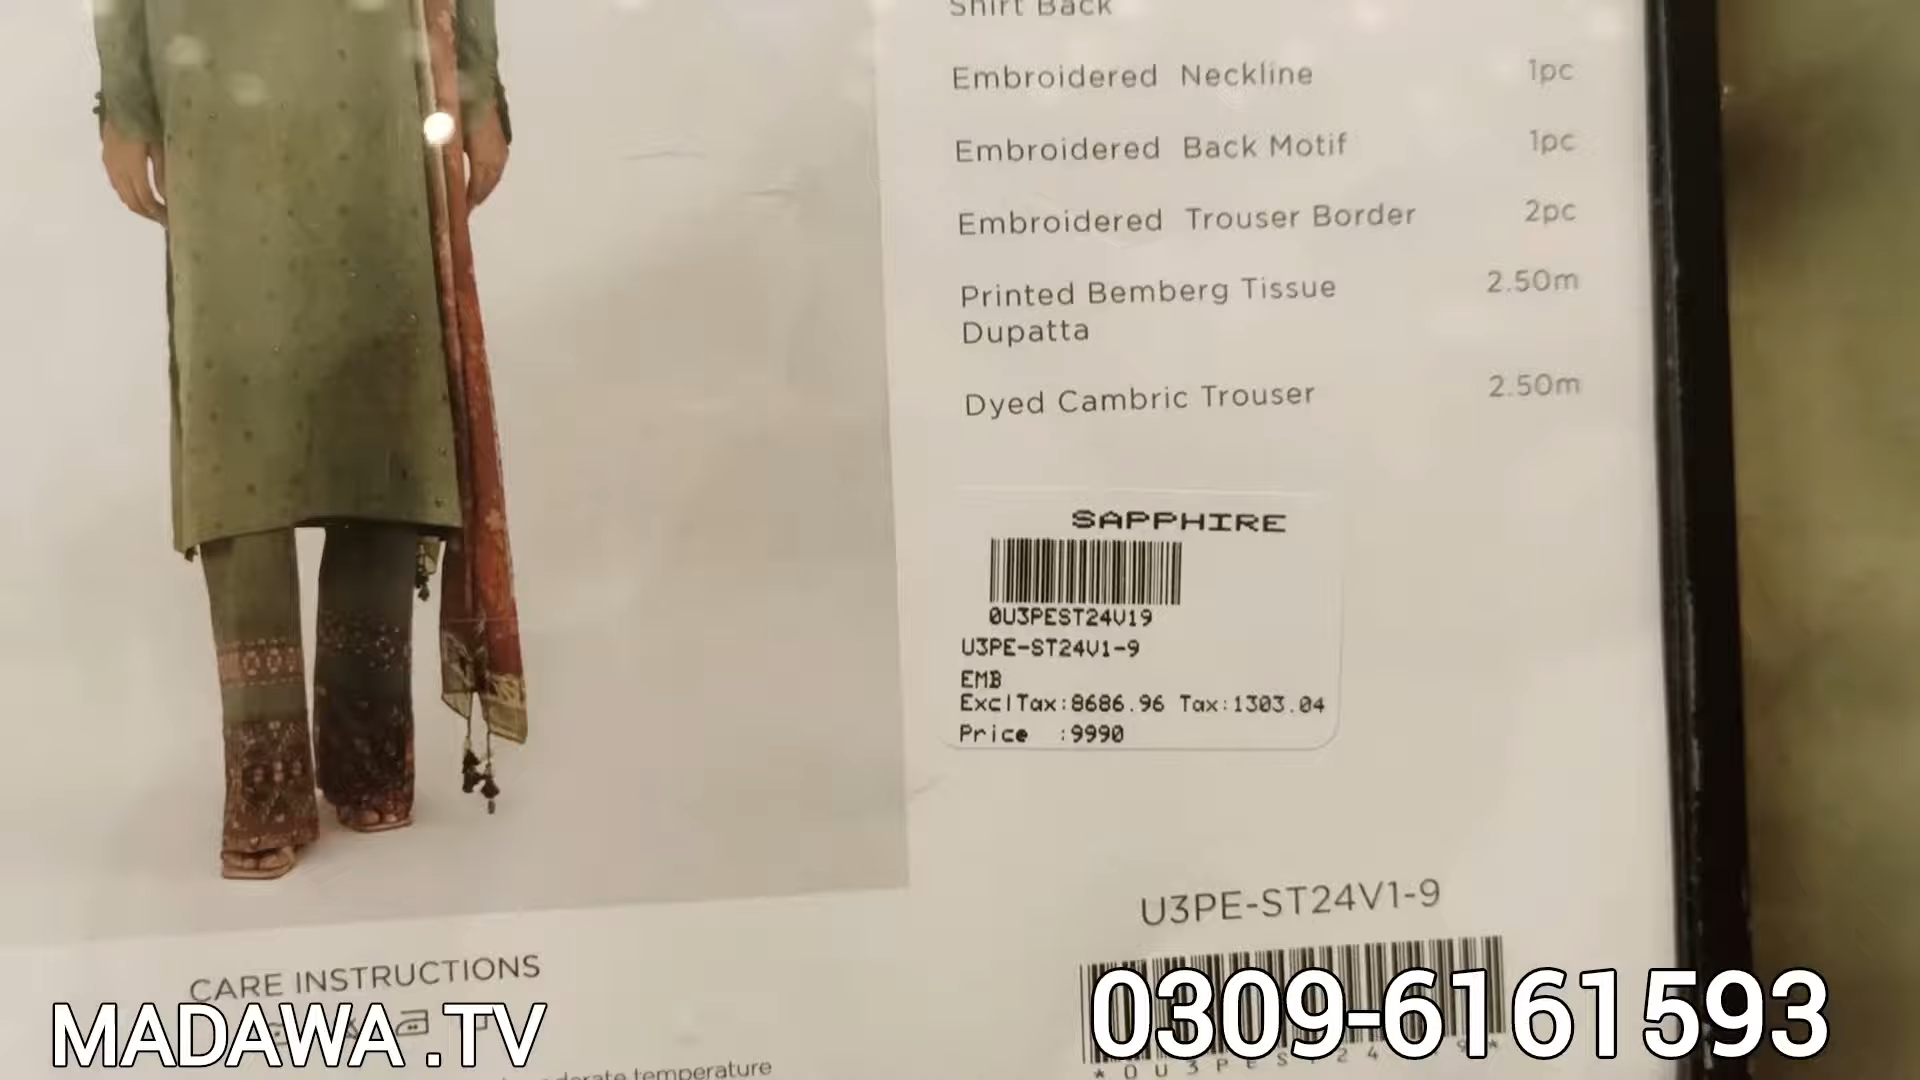 Shirt Back
Embroidered Neckline 1pc
Embroidered Back Motif 1pc
Embroidered Trouser Border 2pc
Printed Bemberg Tissue 2.50m
Dupatta
Dyed Cambric Trouser 2.50m
SAPPHIRE
0U3PEST24V19
U3PE-ST24V1-9
EMB
ExclTax:8686.96 Tax:1303.04
Price :9990
U3PE-ST24V1-9
CARE INSTRUCTIONS
MADAWA .TV
0309-6161593
temperature